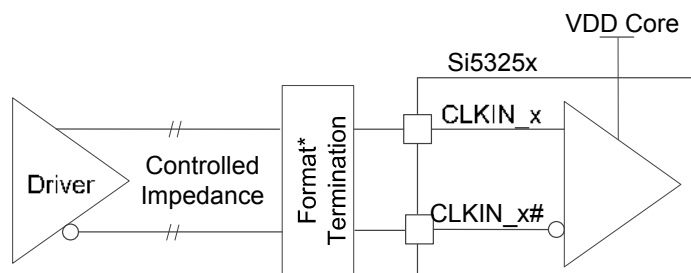 VDD Core
Si5325x
CLKIN_x
Driver
Controlled
Impedance
Format*
Termination
CLKIN_x#